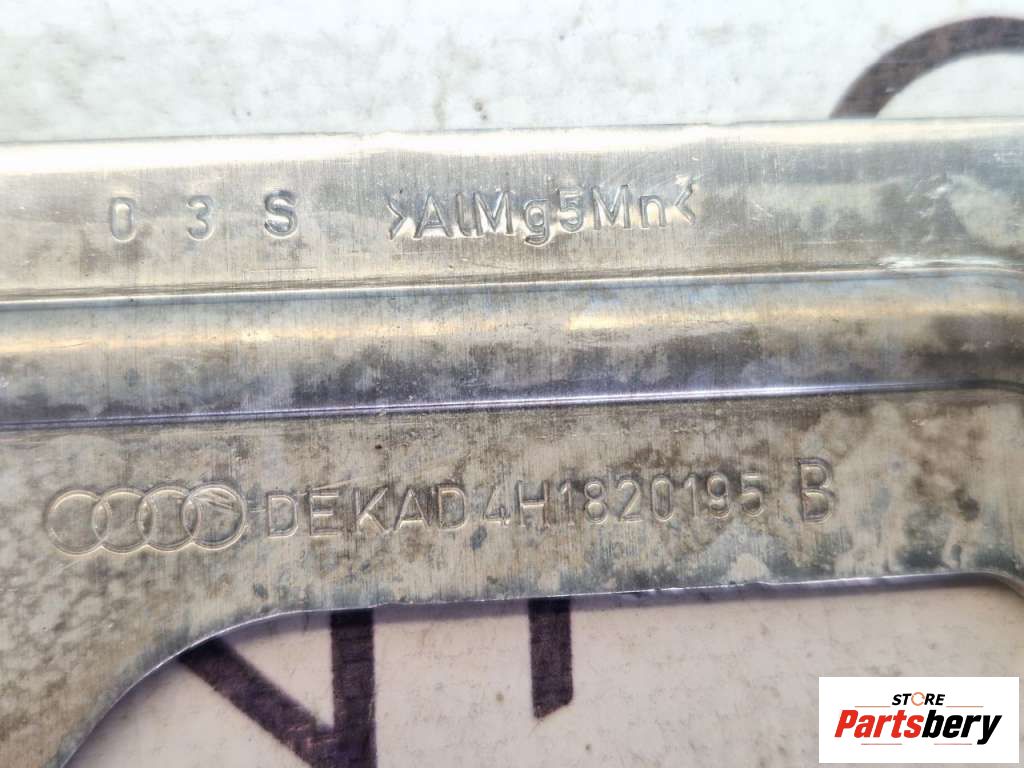 0 3 S >AlMg5Mn<
DEKAD 4H1820195 B
STORE
Partsbery